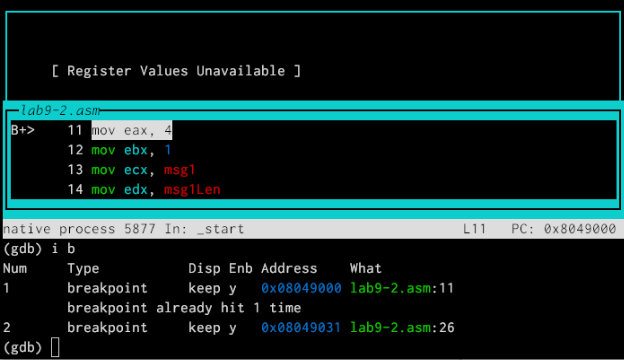 [ Register Values Unavailable ]
lab9-2.asm
B+> 11 mov eax, 4
12 mov ebx, 1
13 mov ecx, msg1
14 mov edx, msg1Len
native process 5877 In: _start L11 PC: 0x8049000
(gdb) i b
Num Type Disp Enb Address What
1 breakpoint keep y 0x08049000 lab9-2.asm:11
breakpoint already hit 1 time
2 breakpoint keep y 0x08049031 lab9-2.asm:26
(gdb)